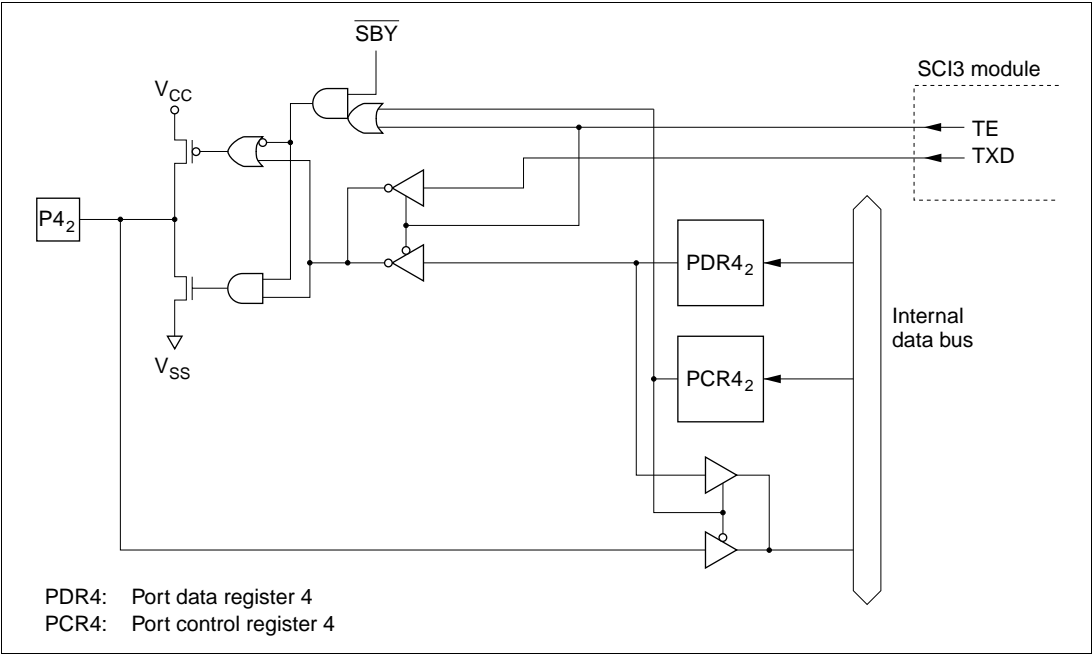 SBY
SCI3 module
VCC
TE
TXD
P42
PDR42
Internal
data bus
PCR42
VSS
PDR4: Port data register 4
PCR4: Port control register 4